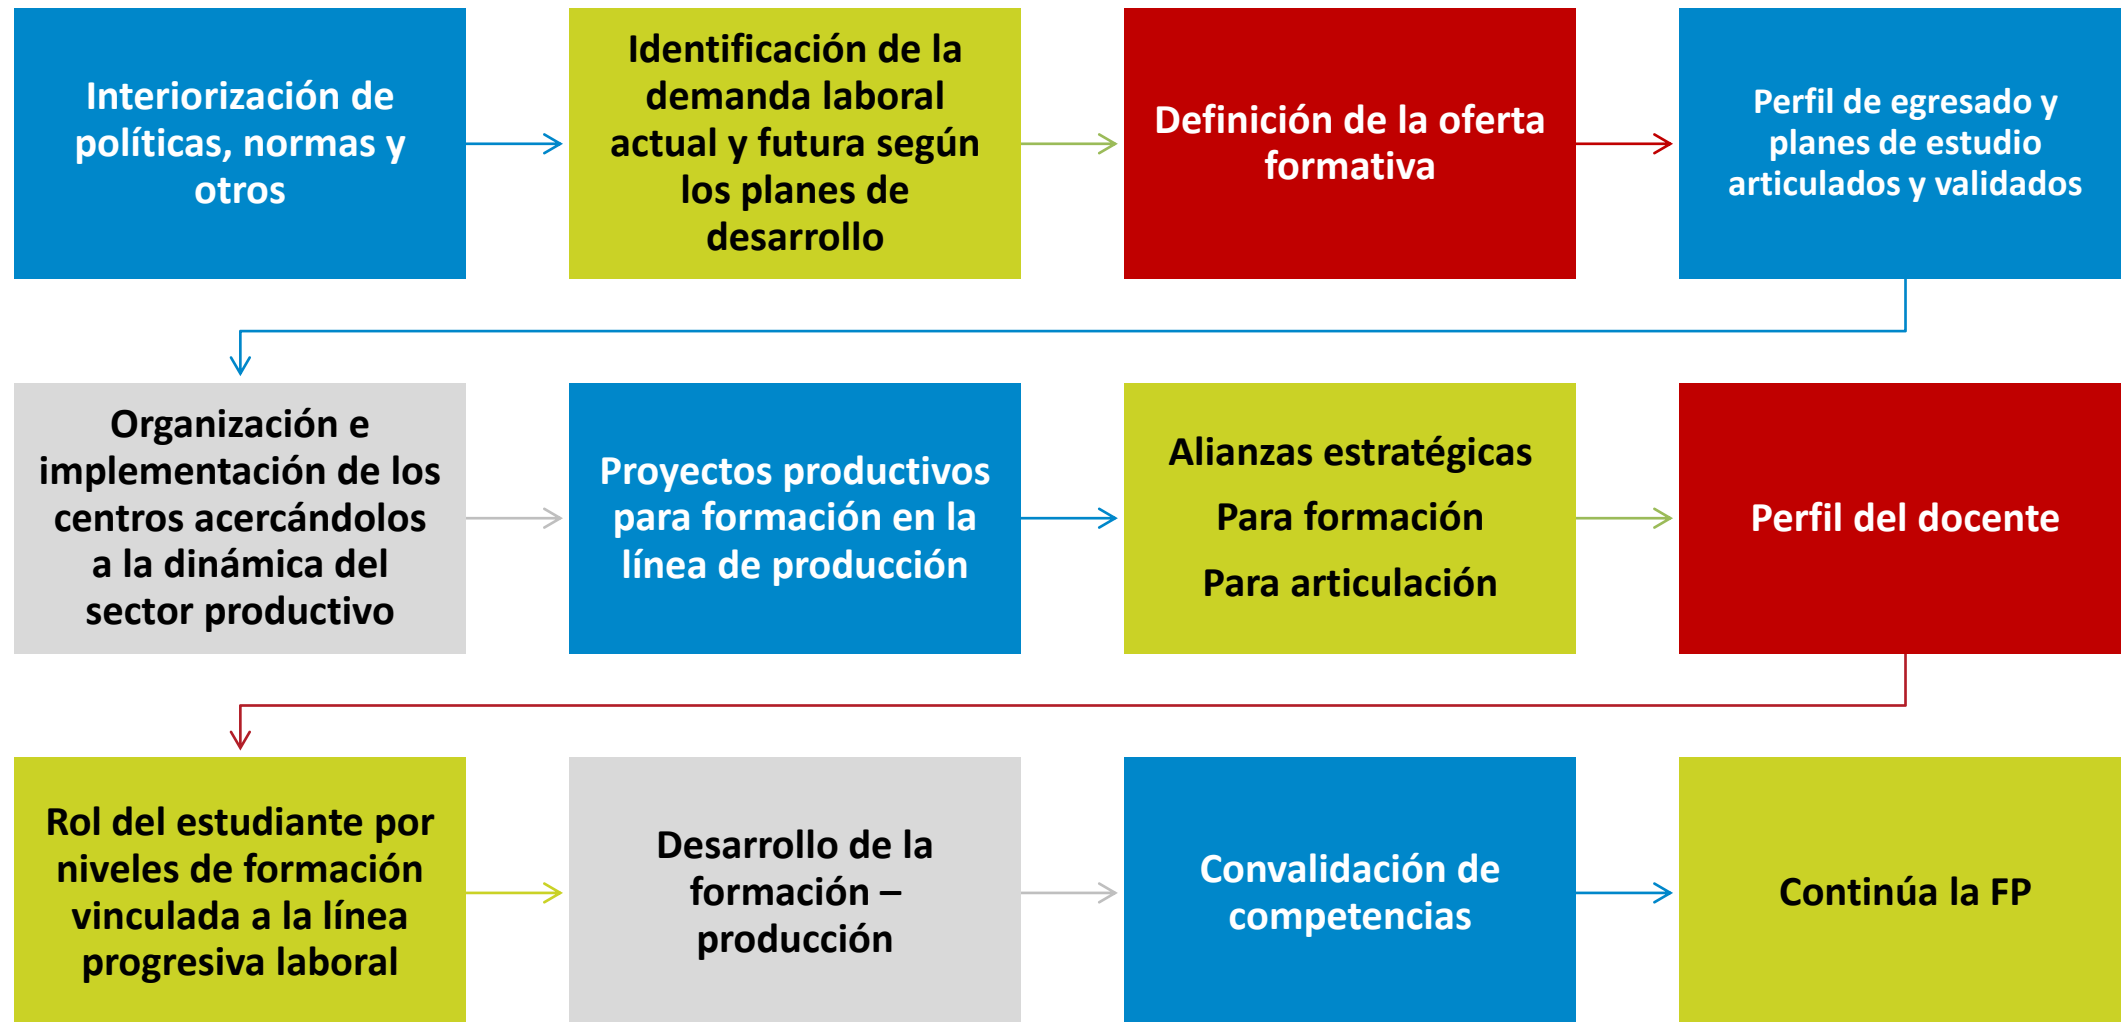 Interiorización de
políticas, normas y
otros
Identificación de la
demanda laboral
actual y futura según
los planes de
desarrollo
Definición de la oferta
formativa
Perfil de egresado y
planes de estudio
articulados y validados
Organización e
implementación de los
centros acercándolos
a la dinámica del
sector productivo
Proyectos productivos
para formación en la
línea de producción
Alianzas estratégicas
Para formación
Para articulación
Perfil del docente
Rol del estudiante por
niveles de formación
vinculada a la línea
progresiva laboral
Desarrollo de la
formación –
producción
Convalidación de
competencias
Continúa la FP